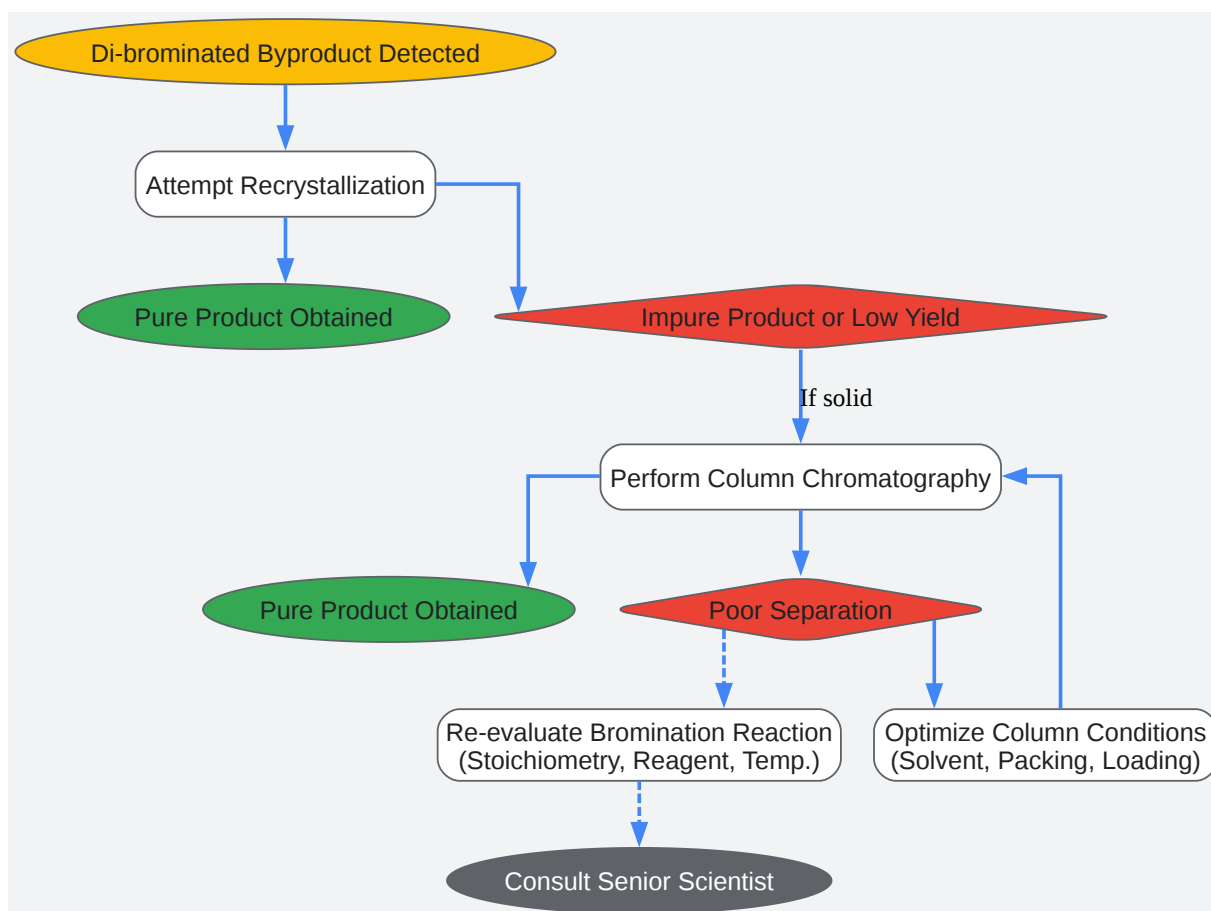 Di-brominated Byproduct Detected
Attempt Recrystallization
Pure Product Obtained
Impure Product or Low Yield
If solid
Perform Column Chromatography
Pure Product Obtained
Poor Separation
Re-evaluate Bromination Reaction
(Stoichiometry, Reagent, Temp.)
Optimize Column Conditions
(Solvent, Packing, Loading)
Consult Senior Scientist